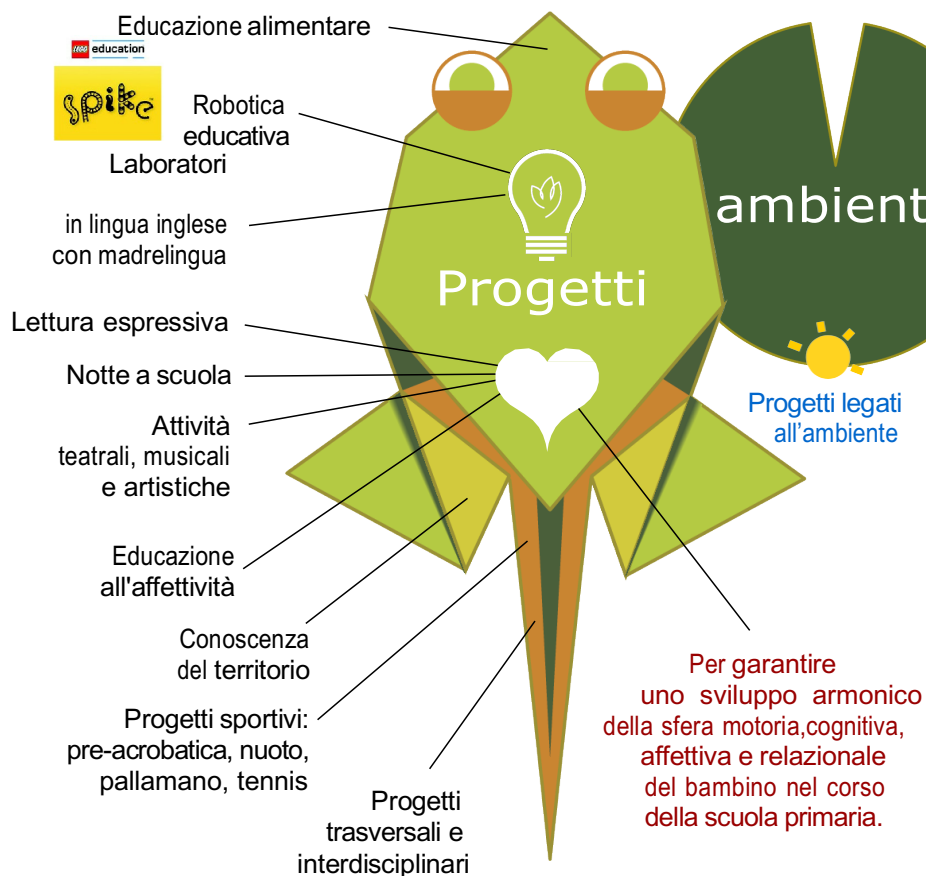 Educazione alimentare
LEGO education
spike
Robotica
educativa
Laboratori
in lingua inglese
con madrelingua
Progetti
ambient
Lettura espressiva
Notte a scuola
Attività
teatrali, musicali
e artistiche
Progetti legati
all’ambiente
Educazione
all'affettività
Conoscenza
del territorio
Progetti sportivi:
pre-acrobatica, nuoto,
pallamano, tennis
Progetti
trasversali e
interdisciplinari
Per garantire
uno sviluppo armonico
della sfera motoria,cognitiva,
affettiva e relazionale
del bambino nel corso
della scuola primaria.